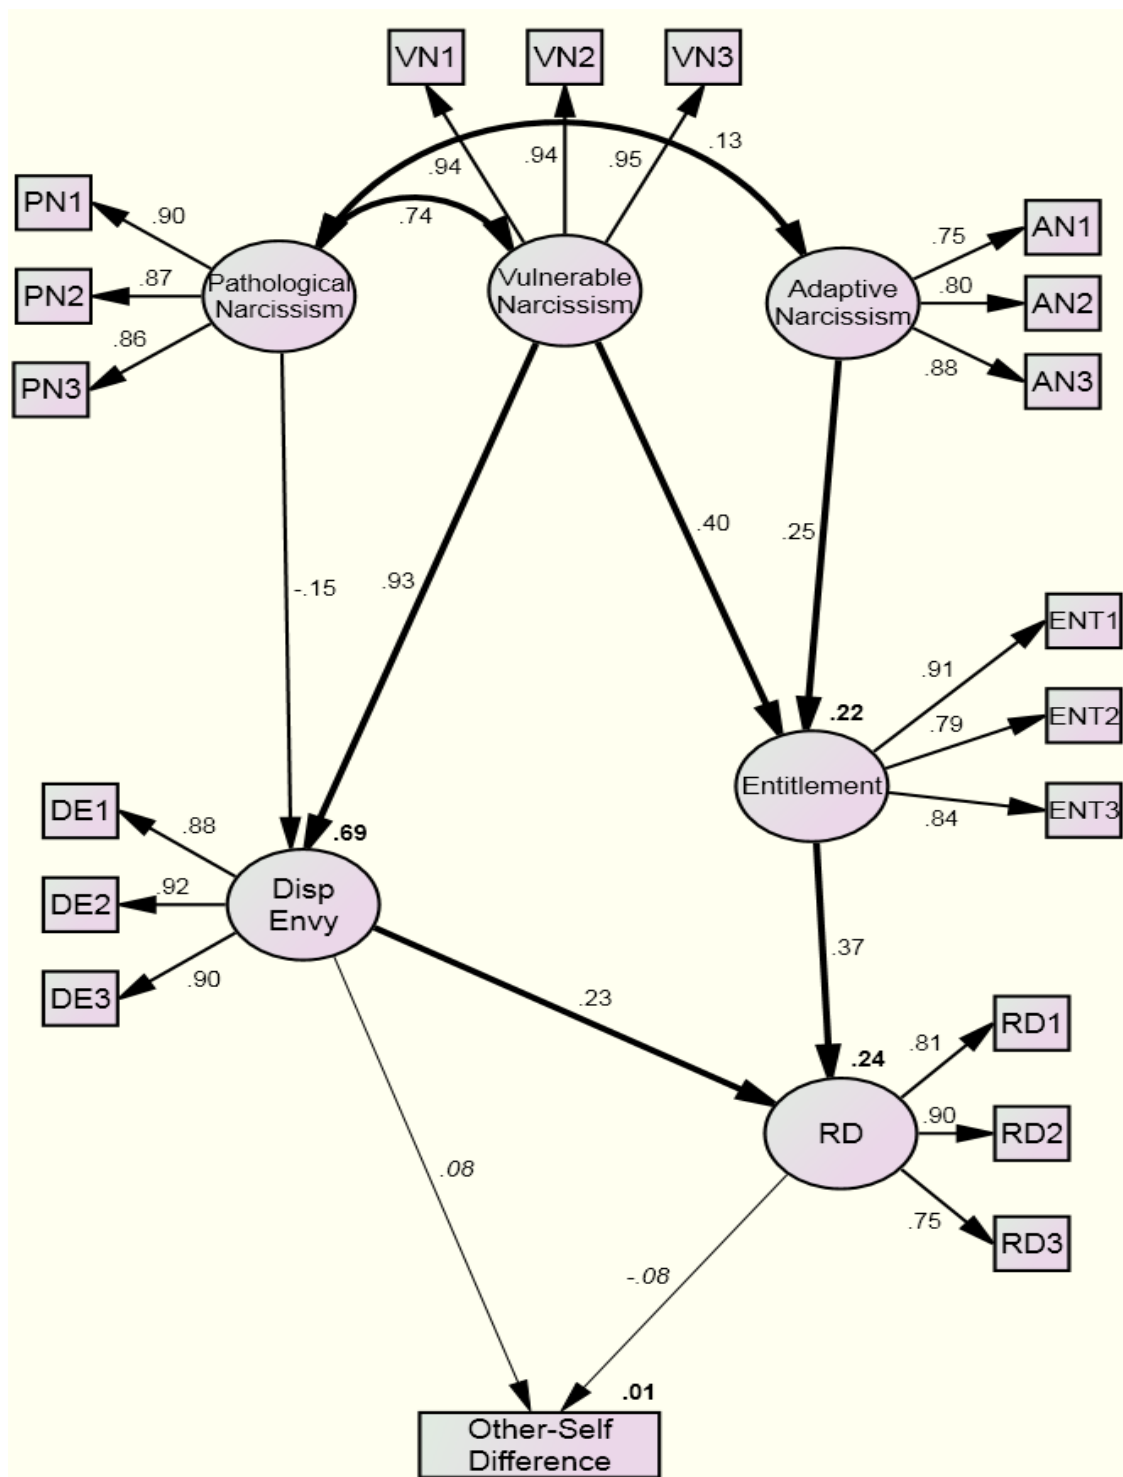 VN1
VN2
VN3
.94
.94
.95
.13
.74
PN1
PN2
PN3
.90
.87
.86
Pathological
Narcissism
Vulnerable
Narcissism
Adaptive
Narcissism
.75
.80
.88
AN1
AN2
AN3
-.15
.93
.40
.25
.22
Entitlement
.91
.79
.84
ENT1
ENT2
ENT3
DE1
DE2
DE3
.88
.92
.90
.69
Disp
Envy
.23
.37
.24
RD
.81
.90
.75
RD1
RD2
RD3
.08
-.08
.01
Other-Self
Difference